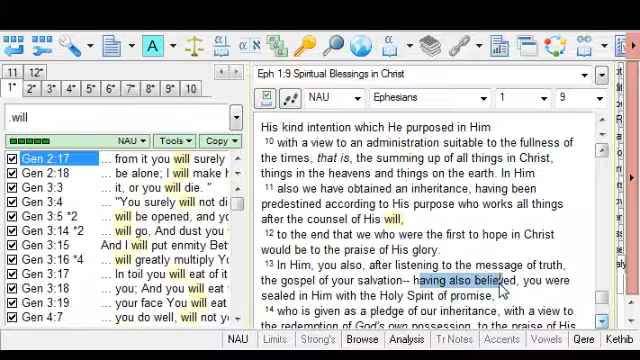 A
αℵ
11 12*
1* 2* 3* 4* 5* 6* 7* 8* 9* 10*
.will
NAU Tools Copy
Gen 2:17 ... from it you will surely
Gen 2:18 ... be alone; I will make h
Gen 3:3 ... it, or you will die. "
Gen 3:4 ... "You surely will not di
Gen 3:5 *2 ... will be opened, and yo
Gen 3:14 *2 ... will go, And dust you
Gen 3:15 And I will put enmity Bet
Gen 3:16 *4 ... will greatly multiply Yo
Gen 3:17 ... In toil you will eat of it
Gen 3:18 ... you; And you will eat
Gen 3:19 ... your face You will eat
Gen 4:7 ... you do well, will not yo
Eph 1:9 Spiritual Blessings in Christ
NAU Ephesians 1 9
His kind intention which He purposed in Him
10 with a view to an administration suitable to the fullness of
the times, that is, the summing up of all things in Christ,
things in the heavens and things on the earth. In Him
11 also we have obtained an inheritance, having been
predestined according to His purpose who works all things
after the counsel of His will,
12 to the end that we who were the first to hope in Christ
would be to the praise of His glory.
13 In Him, you also, after listening to the message of truth,
the gospel of your salvation-- having also believed, you were
sealed in Him with the Holy Spirit of promise,
14 who is given as a pledge of our inheritance, with a view to
the redemption of God's own possession, to the praise of His
NAU Limits Strong's Browse Analysis Tr Notes Accents Verbal Qere Kethib